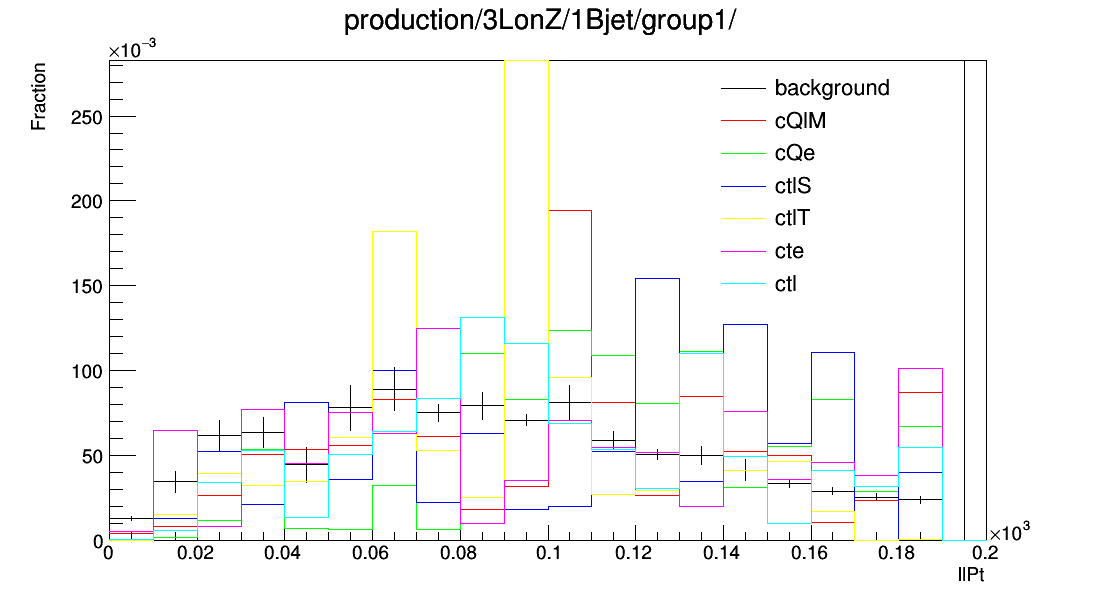 production/3LonZ/1Bjet/group1/
×10⁻³
Fraction
250
200
150
100
50
0
background
cQlM
cQe
ctlS
ctlT
cte
ctl
0 0.02 0.04 0.06 0.08 0.1 0.12 0.14 0.16 0.18 0.2
×10³
llPt